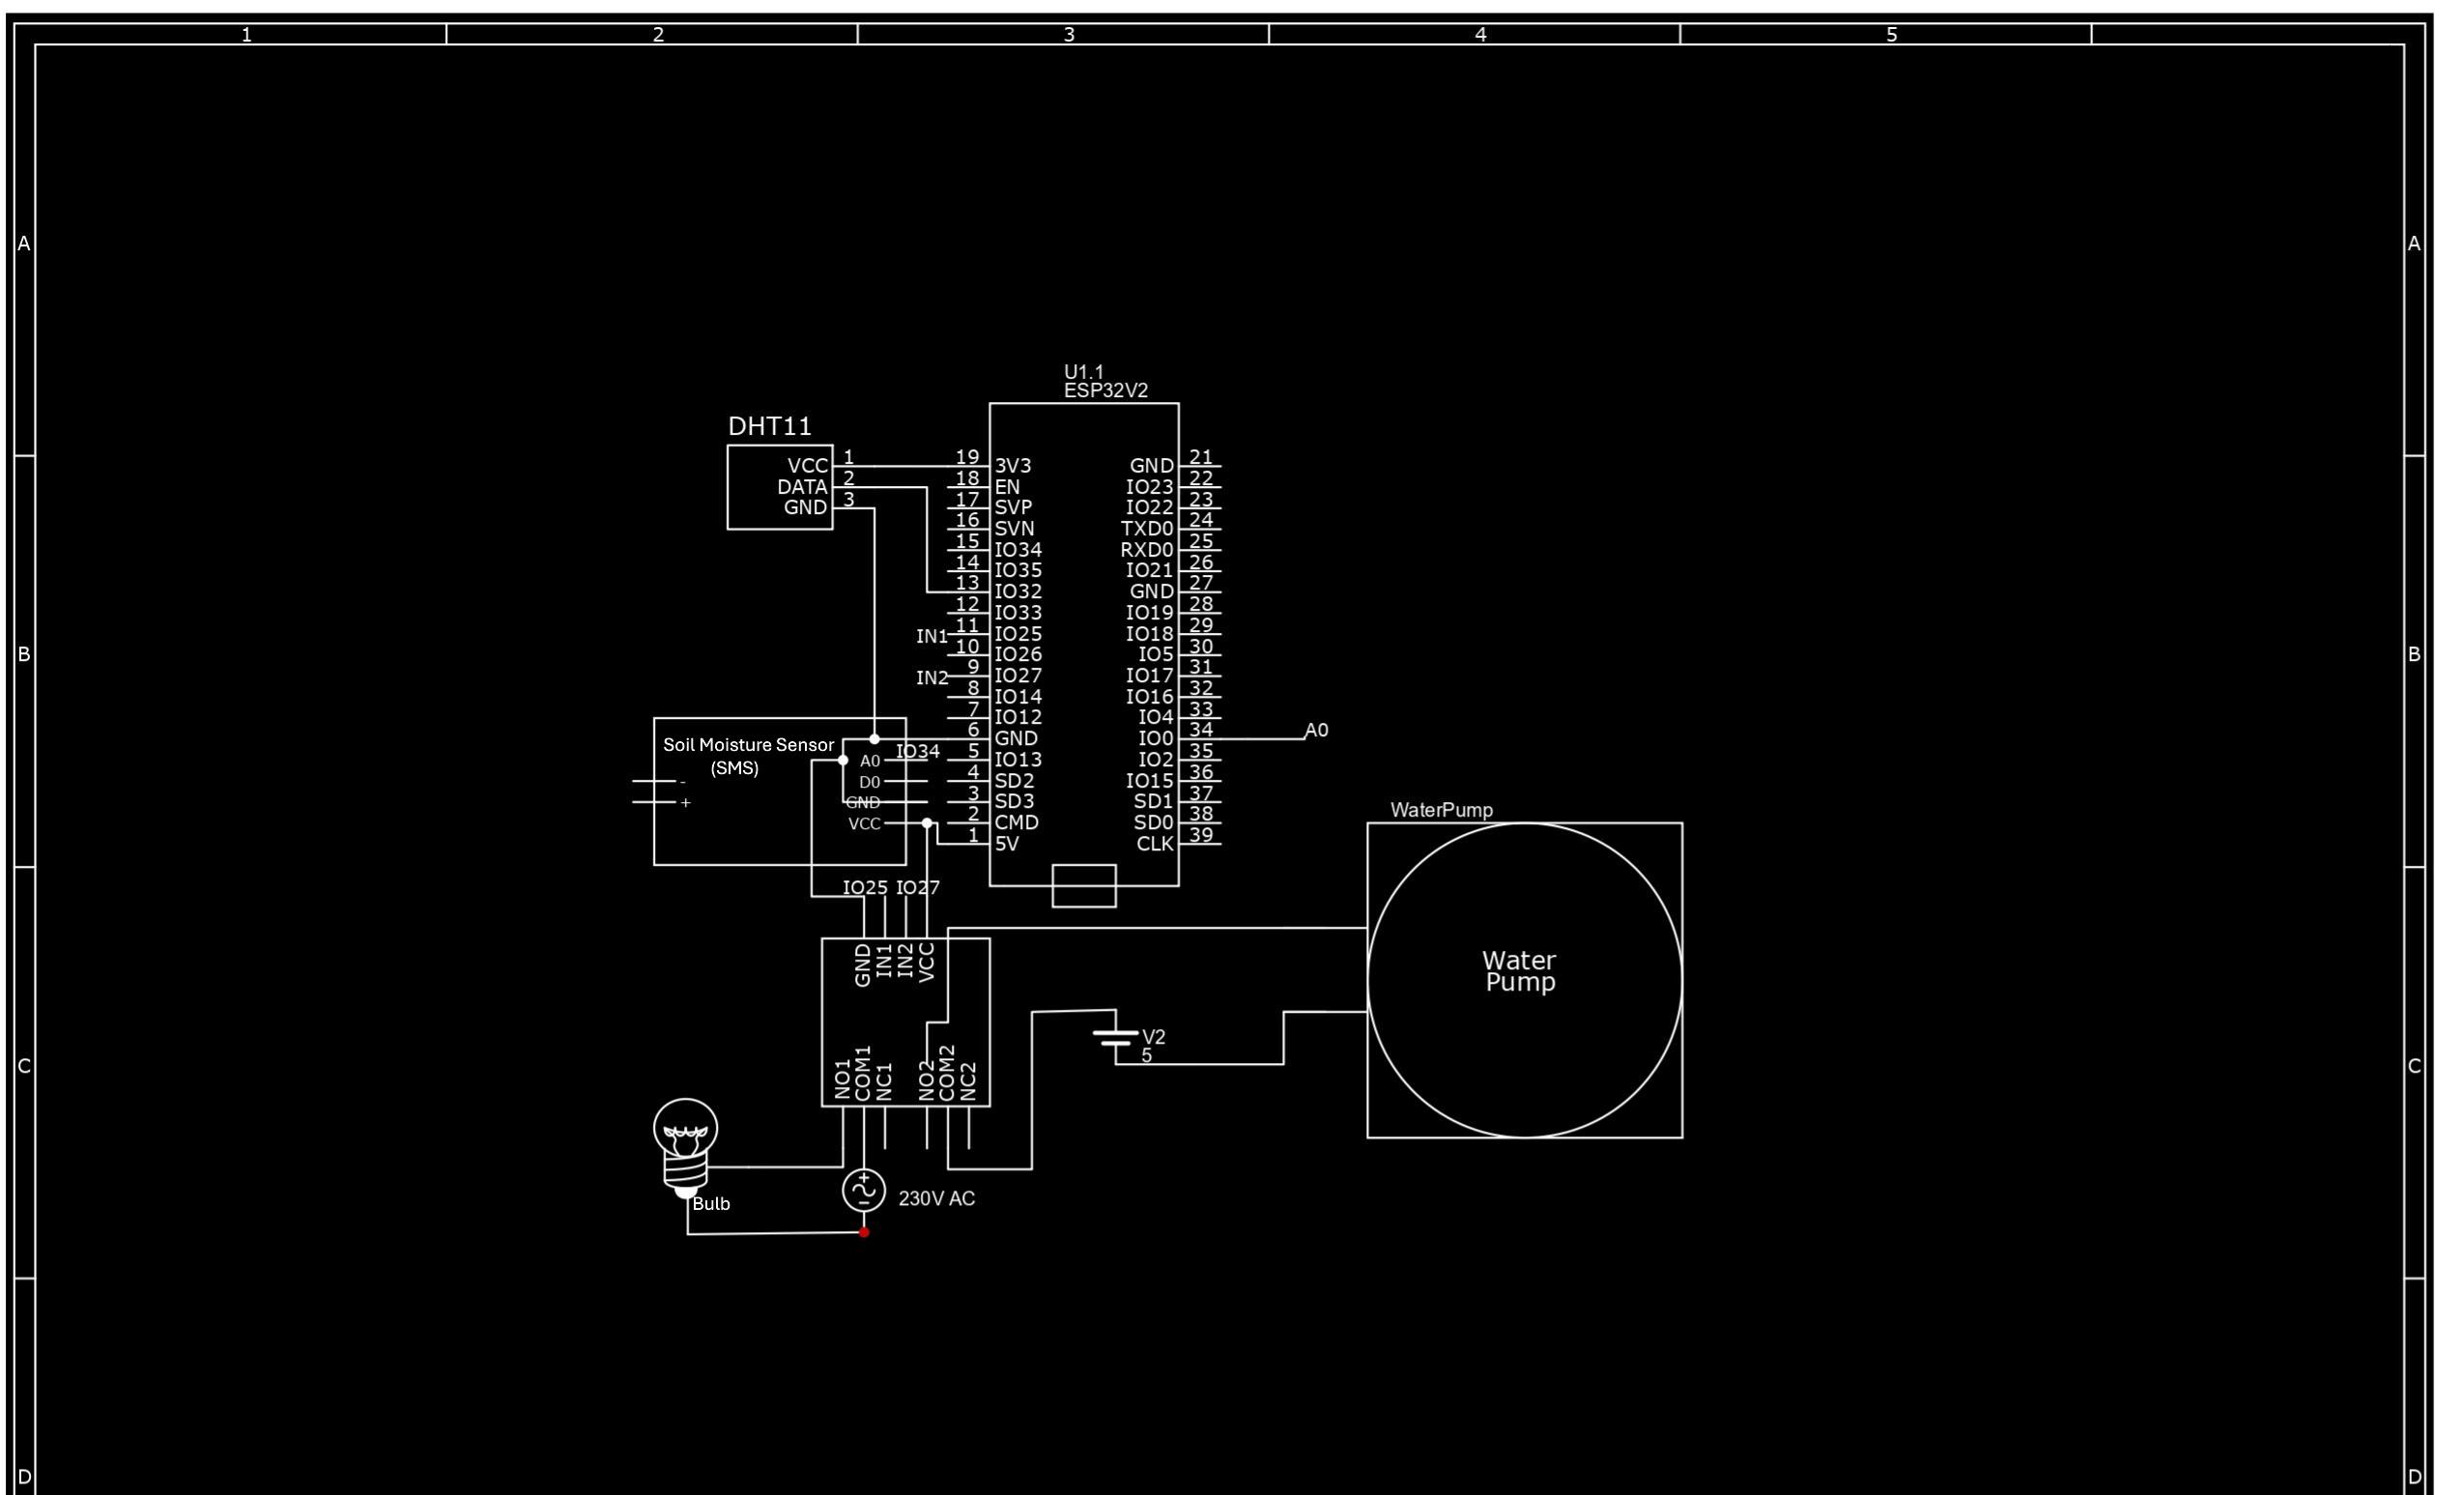 1 2 3 4 5
A A
U1.1
ESP32V2
DHT11
VCC 1 19 3V3 GND 21
DATA 2 18 EN IO23 22
GND 3 17 SVP IO22 23
16 SVN TXD0 24
15 IO34 RXD0 25
14 IO35 IO21 26
13 IO32 GND 27
12 IO33 IO19 28
IN1 11 IO25 IO18 29
10 IO26 IO5 30
B B
IN2 9 IO27 IO17 31
8 IO14 IO16 32
7 IO12 IO4 33
6 GND IO0 34 A0
Soil Moisture Sensor IO34
(SMS) A0 5 IO13 IO2 35
- D0 4 SD2 IO15 36
+ GND 3 SD3 SD1 37
VCC 2 CMD SD0 38
1 5V CLK 39
WaterPump
IO25 IO27
GND IN1 IN2 VCC
Water
Pump
V2
5
C C
NO1 COM1 NC1 NO2 COM2 NC2
+
-
230V AC
Bulb
D D